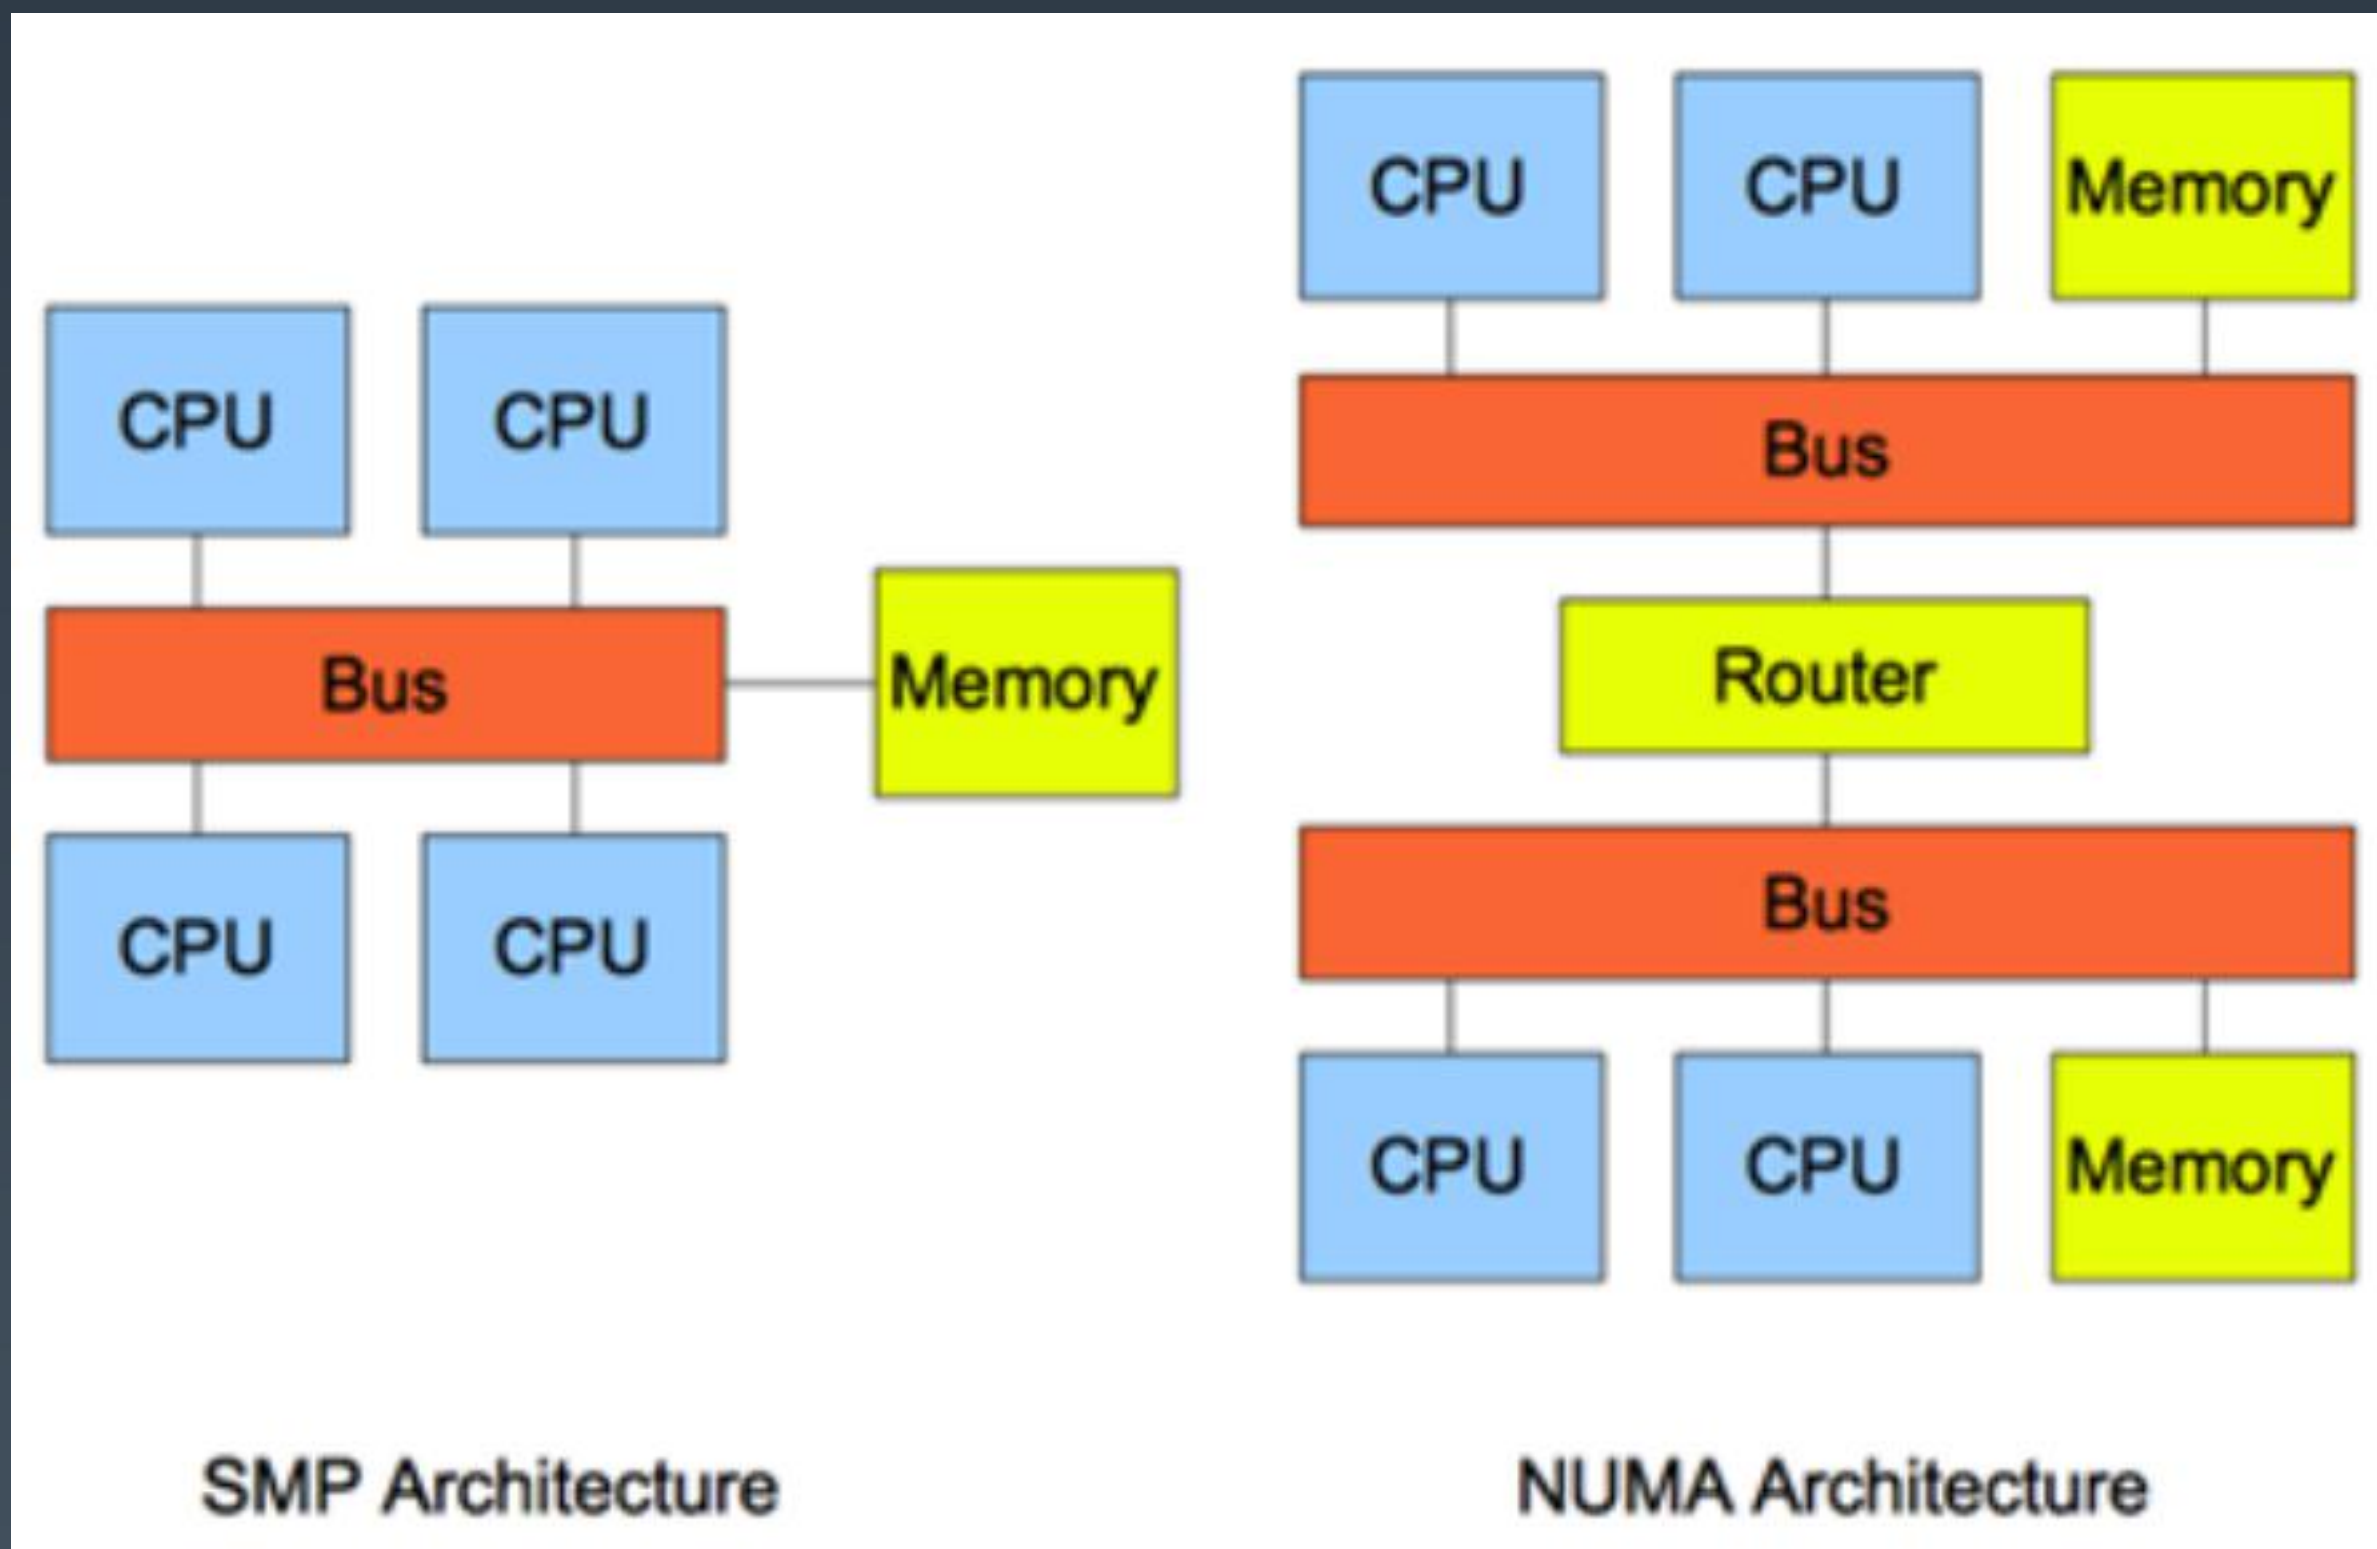 CPU
CPU
Bus
Memory
CPU
CPU
SMP Architecture
CPU
CPU
Memory
Bus
Router
Bus
CPU
CPU
Memory
NUMA Architecture